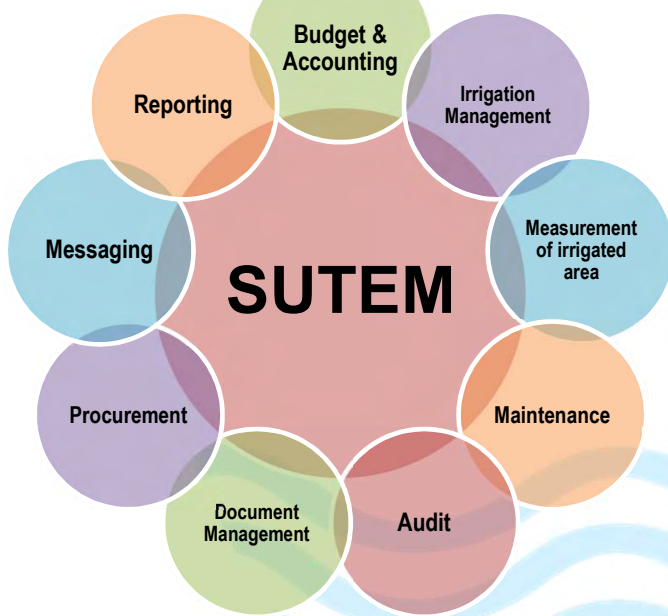 Budget &
Accounting
Irrigation
Management
Measurement
of irrigated
area
Maintenance
Audit
Document
Management
Procurement
Messaging
Reporting
SUTEM